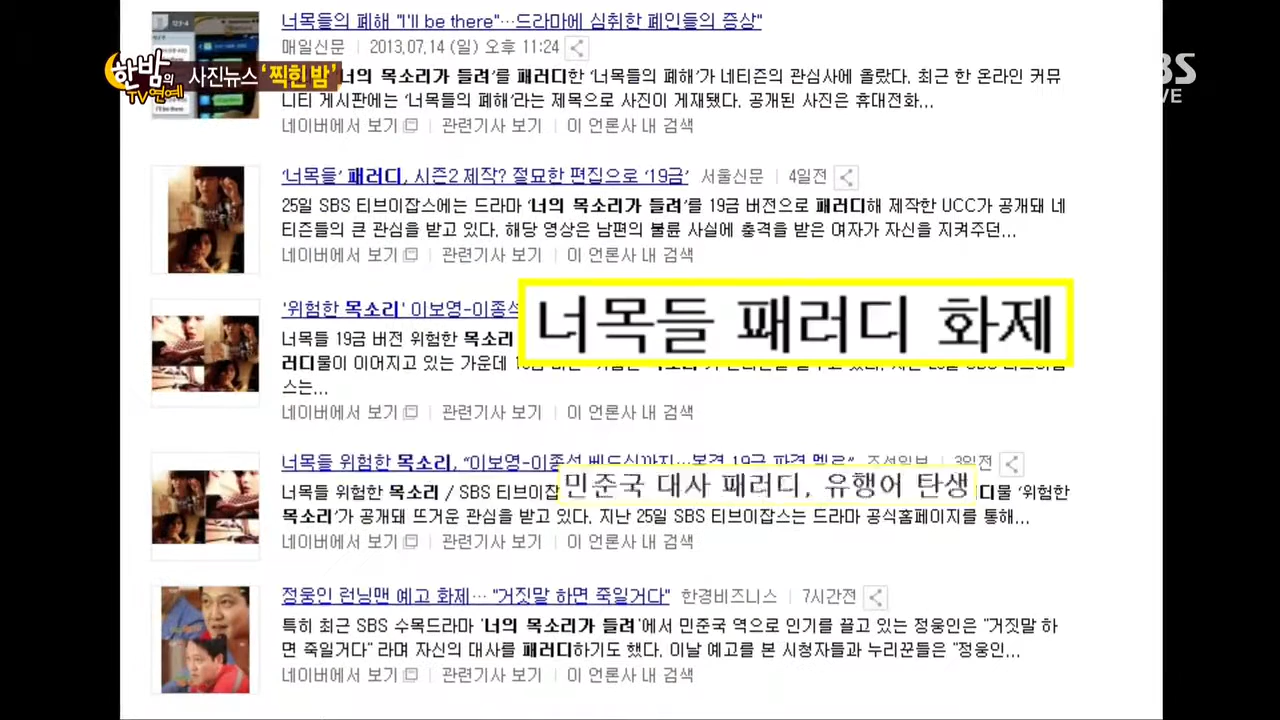 너목들의 폐해 "I'll be there"…드라마에 심취한 폐인들의 증상"
매일신문 | 2013.07.14 (일) 오후 11:24
한밤의 TV연예
사진뉴스 '찍힌 밤'
너의 목소리가 들려'를 패러디한 '너목들의 폐해'가 네티즌의 관심사에 올랐다. 최근 한 온라인 커뮤
니티 게시판에는 '너목들의 폐해'라는 제목으로 사진이 게재됐다. 공개된 사진은 휴대전화...
네이버에서 보기 | 관련기사 보기 | 이 언론사 내 검색
'너목들' 패러디, 시즌2 제작? 절묘한 편집으로 '19금' 서울신문 | 4일전
25일 SBS 티브이잡스에는 드라마 '너의 목소리가 들려'를 19금 버전으로 패러디해 제작한 UCC가 공개돼 네
티즌들의 큰 관심을 받고 있다. 해당 영상은 남편의 불륜 사실에 충격을 받은 여자가 자신을 지켜주던...
네이버에서 보기 | 관련기사 보기 | 이 언론사 내 검색
'위험한 목소리' 이보영-이종석
너목들 패러디 화제
너목들 19금 버전 위험한 목소리
러디물이 이어지고 있는 가운데
스는...
네이버에서 보기 | 관련기사 보기 | 이 언론사 내 검색
너목들 위험한 목소리, "이보영-이종석 베드신까지…본격 19금 파격 멜로" 조선일보 | 3일전
민준국 대사 패러디, 유행어 탄생
너목들 위험한 목소리 / SBS 티브이잡 디물 '위험한
목소리'가 공개돼 뜨거운 관심을 받고 있다. 지난 25일 SBS 티브이잡스는 드라마 공식홈페이지를 통해...
네이버에서 보기 | 관련기사 보기 | 이 언론사 내 검색
정웅인 런닝맨 예고 화제… "거짓말 하면 죽일거다" 한경비즈니스 | 7시간전
특히 최근 SBS 수목드라마 '너의 목소리가 들려'에서 민준국 역으로 인기를 끌고 있는 정웅인은 "거짓말 하
면 죽일거다" 라며 자신의 대사를 패러디하기도 했다. 이날 예고를 본 시청자들과 누리꾼들은 "정웅인...
네이버에서 보기 | 관련기사 보기 | 이 언론사 내 검색